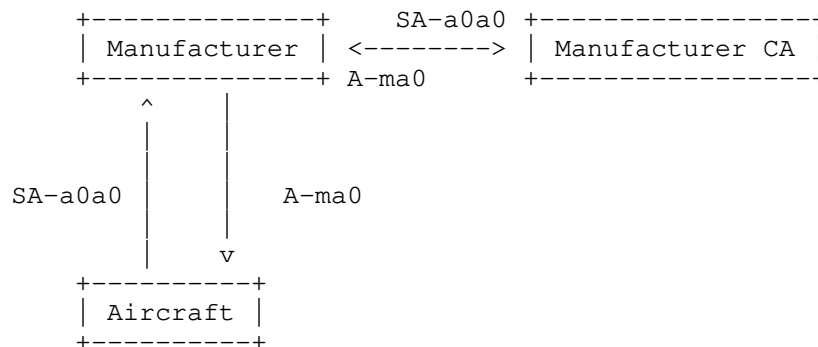 SA-a0a0
Manufacturer <--------> Manufacturer CA
A-ma0
SA-a0a0 A-ma0
Aircraft